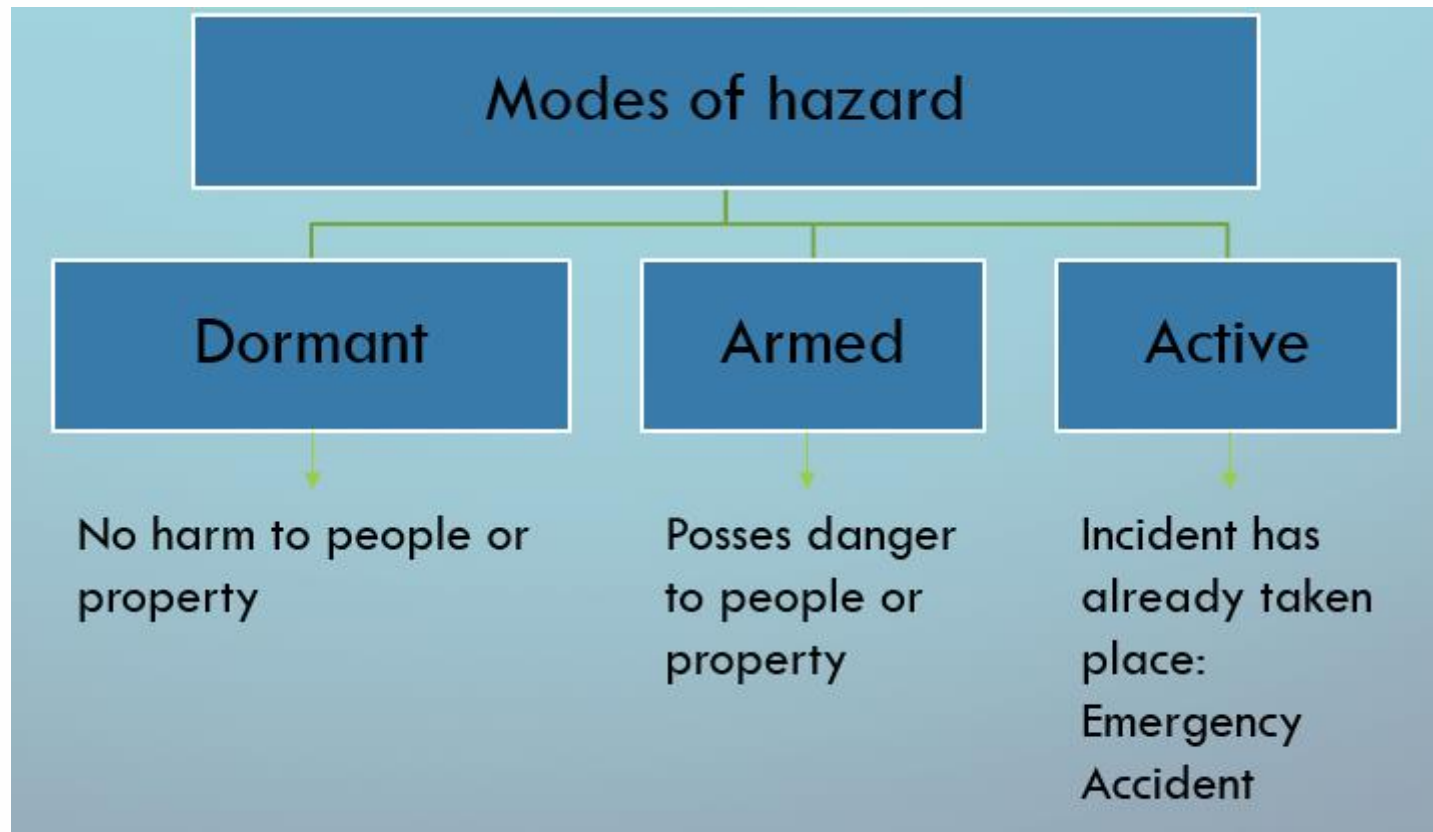 Modes of hazard
Dormant
Armed
Active
No harm to people or
property
Posses danger
to people or
property
Incident has
already taken
place:
Emergency
Accident